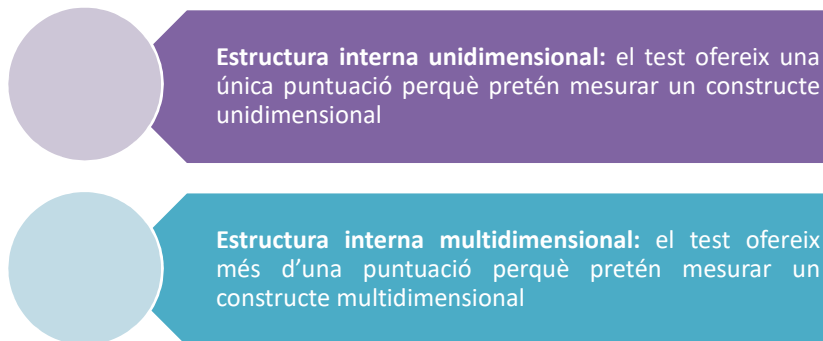 Estructura interna unidimensional: el test ofereix una
única puntuació perquè pretén mesurar un constructe
unidimensional
Estructura interna multidimensional: el test ofereix
més d’una puntuació perquè pretén mesurar un
constructe multidimensional